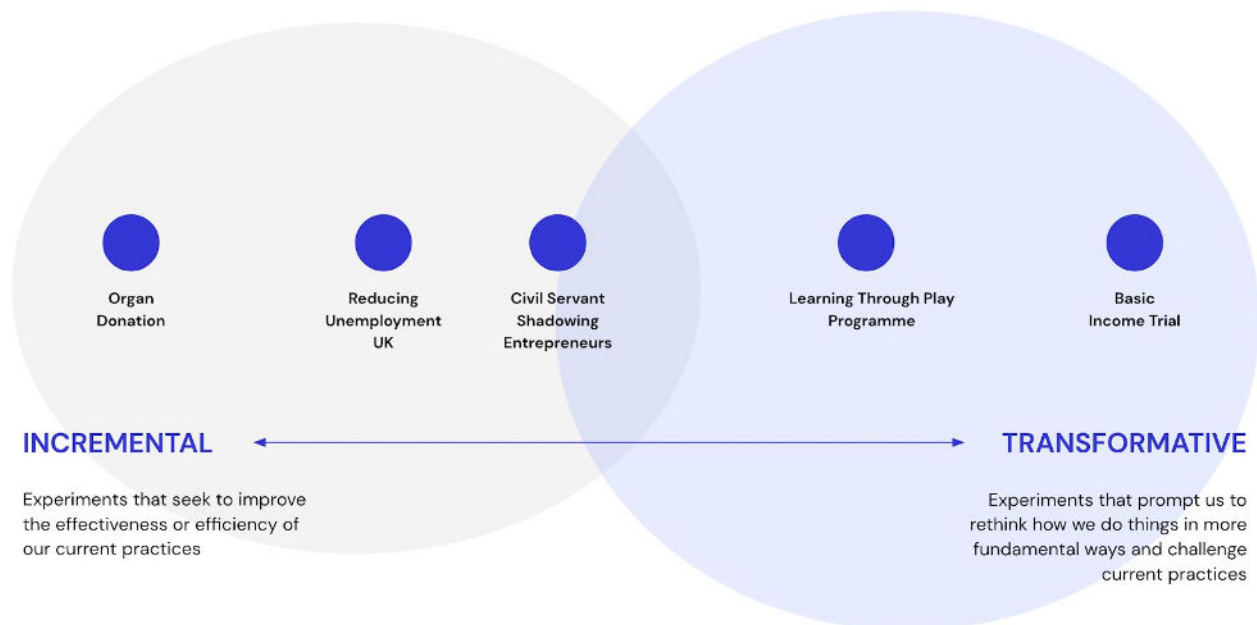 Organ
Donation
Reducing
Unemployment
UK
Civil Servant
Shadowing
Entrepreneurs
Learning Through Play
Programme
Basic
Income Trial
INCREMENTAL
TRANSFORMATIVE
Experiments that seek to improve
the effectiveness or efficiency of
our current practices
Experiments that prompt us to
rethink how we do things in more
fundamental ways and challenge
current practices